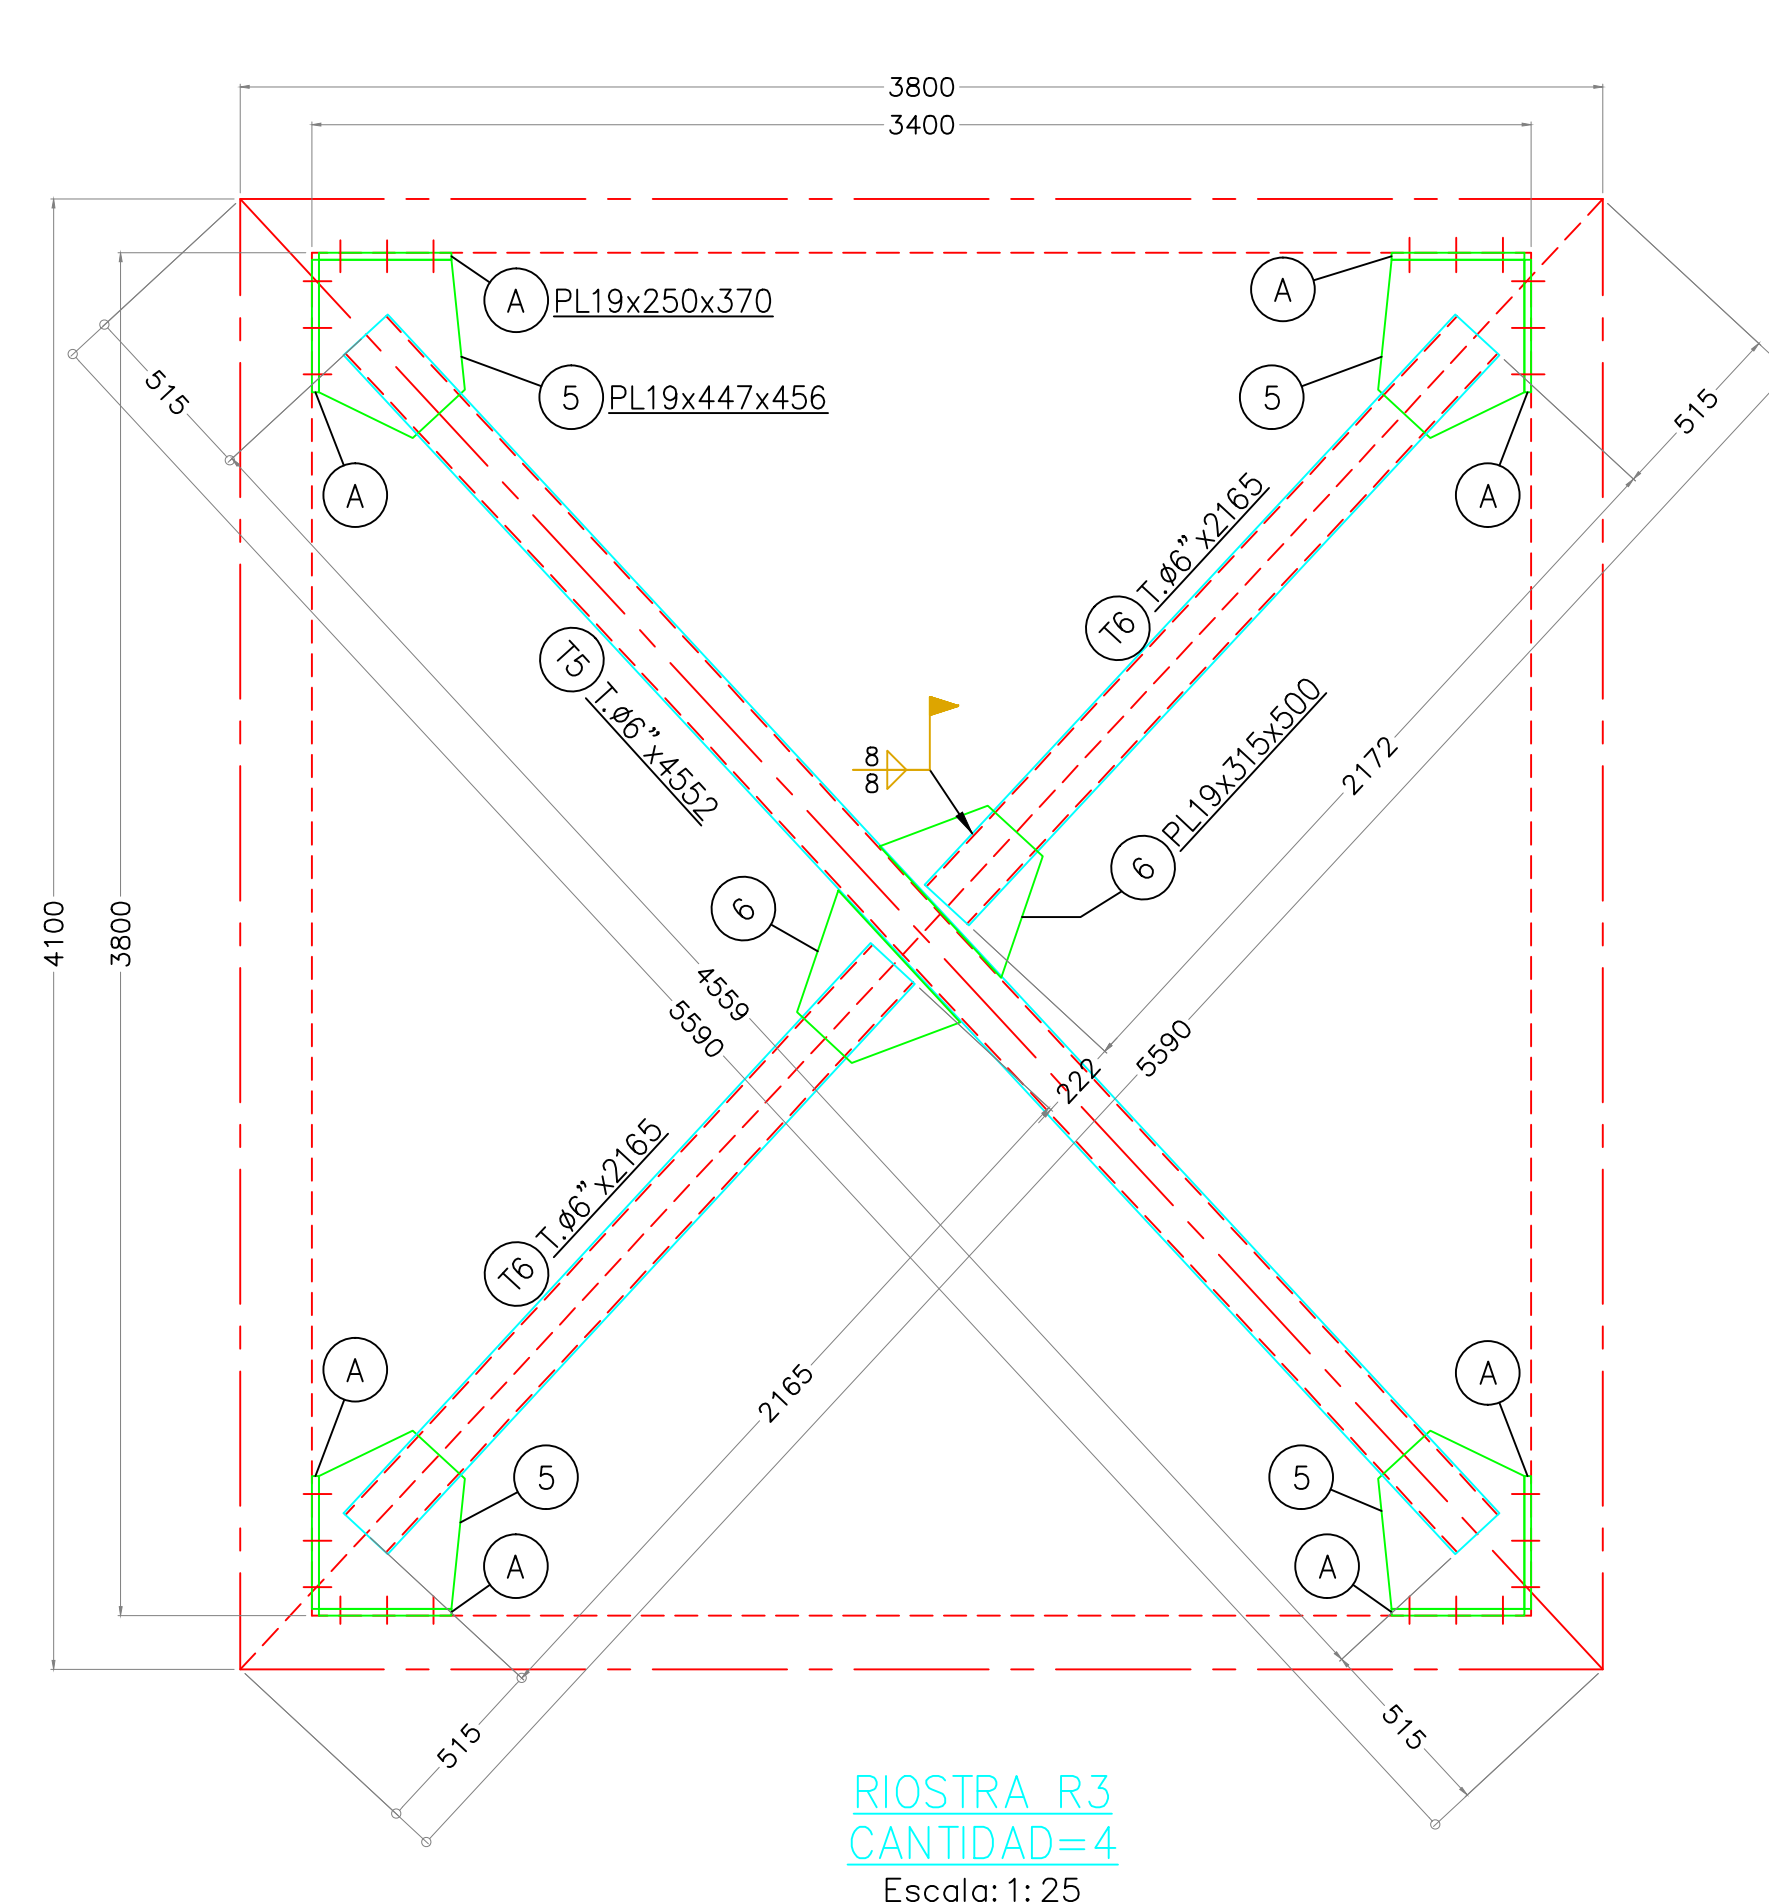 3800
3400
A PL19x250x370
A
5 PL19x447x456
5
515
515
A
A
T6 T.ø6”x2165
T5 T.ø6”x4552
8
8
6 PL19x315x500
2172
6
4100
3800
4559
5590
5590
222
T6 T.ø6”x2165
2165
A
A
5
5
A
A
515
515
RIOSTRA R3
CANTIDAD=4
Escala: 1: 25